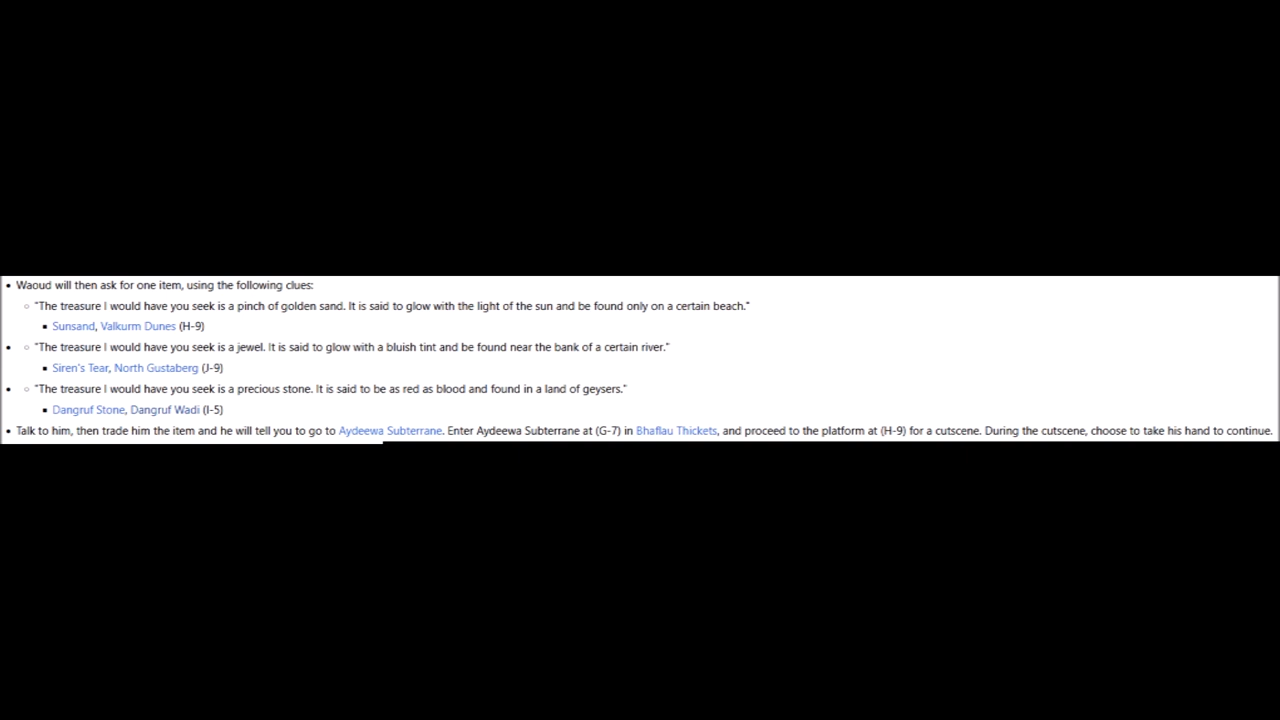 • Waoud will then ask for one item, using the following clues:
○ "The treasure I would have you seek is a pinch of golden sand. It is said to glow with the light of the sun and be found only on a certain beach."
▪ Sunsand, Valkurm Dunes (H-9)
• ○ "The treasure I would have you seek is a jewel. It is said to glow with a bluish tint and be found near the bank of a certain river."
▪ Siren's Tear, North Gustaberg (J-9)
• ○ "The treasure I would have you seek is a precious stone. It is said to be as red as blood and found in a land of geysers."
▪ Dangruf Stone, Dangruf Wadi (I-5)
• Talk to him, then trade him the item and he will tell you to go to Aydeewa Subterrane. Enter Aydeewa Subterrane at (G-7) in Bhaflau Thickets, and proceed to the platform at (H-9) for a cutscene. During the cutscene, choose to take his hand to continue.